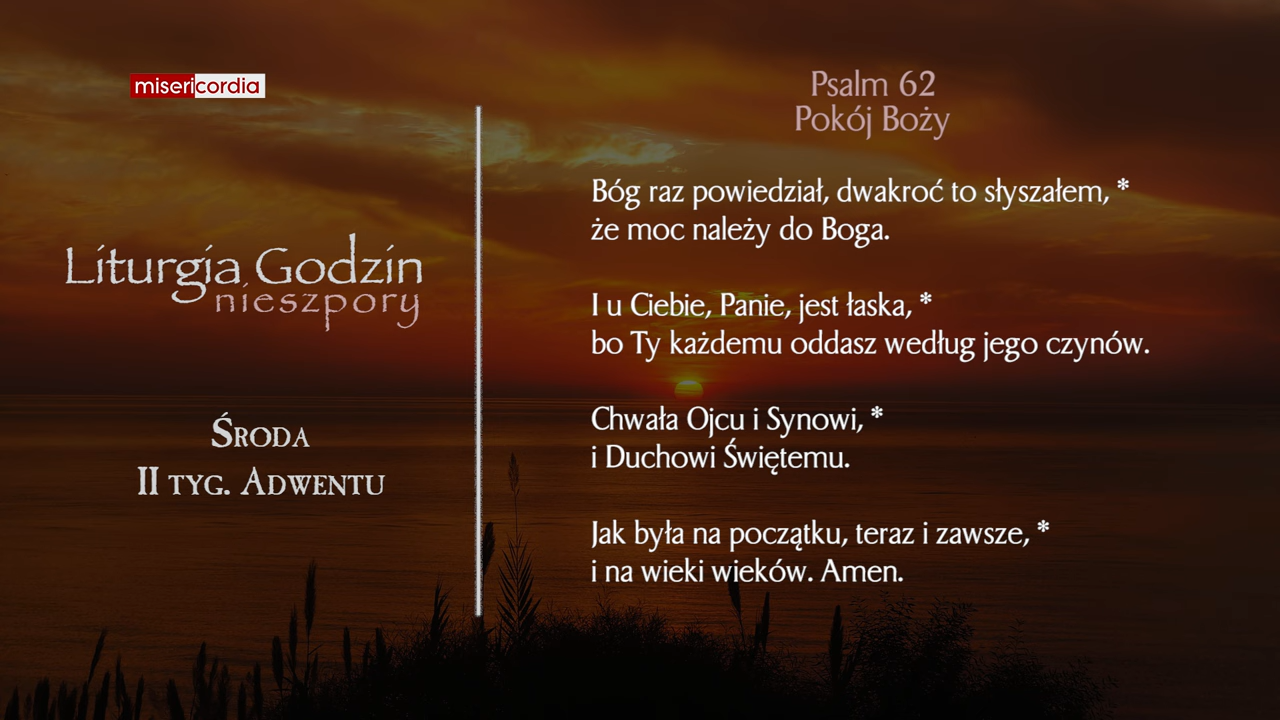 misericordia
Liturgia Godzin
nieszpory
Środa
II tyg. Adwentu
Psalm 62
Pokój Boży
Bóg raz powiedział, dwakroć to słyszałem, *
że moc należy do Boga.
I u Ciebie, Panie, jest łaska, *
bo Ty każdemu oddasz według jego czynów.
Chwała Ojcu i Synowi, *
i Duchowi Świętemu.
Jak była na początku, teraz i zawsze, *
i na wieki wieków. Amen.